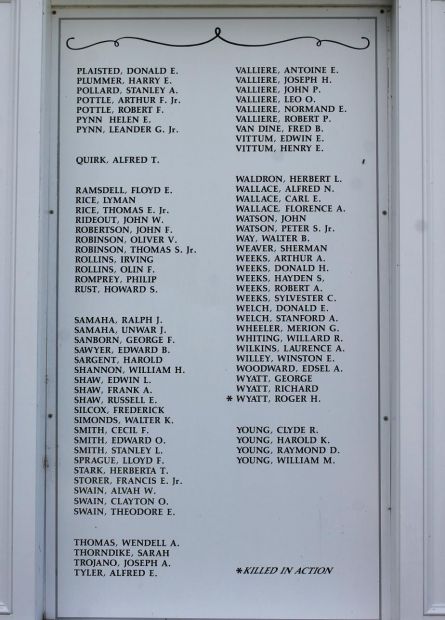 PLAISTED, DONALD E.
PLUMMER, HARRY E.
POLLARD, STANLEY A.
POTTLE, ARTHUR F. Jr.
POTTLE, ROBERT F.
PYNN HELEN E.
PYNN, LEANDER G. Jr.
QUIRK, ALFRED T.
RAMSDELL, FLOYD E.
RICE, LYMAN
RICE, THOMAS E. Jr.
RIDEOUT, JOHN W.
ROBERTSON, JOHN F.
ROBINSON, OLIVER V.
ROBINSON, THOMAS S. Jr.
ROLLINS, IRVING
ROLLINS, OLIN F.
ROMPREY, PHILIP
RUST, HOWARD S.
SAMAHA, RALPH J.
SAMAHA, UNWAR J.
SANBORN, GEORGE F.
SAWYER, EDWARD B.
SARGENT, HAROLD
SHANNON, WILLIAM H.
SHAW, EDWIN L.
SHAW, FRANK A.
SHAW, RUSSELL E.
SILCOX, FREDERICK
SIMONDS, WALTER K.
SMITH, CECIL F.
SMITH, EDWARD O.
SMITH, STANLEY L.
SPRAGUE, LLOYD F.
STARK, HERBERTA T.
STORER, FRANCIS E. Jr.
SWAIN, ALVAH W.
SWAIN, CLAYTON O.
SWAIN, THEODORE E.
THOMAS, WENDELL A.
THORNDIKE, SARAH
TROJANO, JOSEPH A.
TYLER, ALFRED E.
VALLIERE, ANTOINE E.
VALLIERE, JOSEPH H.
VALLIERE, JOHN P.
VALLIERE, LEO O.
VALLIERE, NORMAND E.
VALLIERE, ROBERT P.
VAN DINE, FRED B.
VITTUM, EDWIN E.
VITTUM, HENRY E.
WALDRON, HERBERT L.
WALLACE, ALFRED N.
WALLACE, CARL E.
WALLACE, FLORENCE A.
WATSON, JOHN
WATSON, PETER S. Jr.
WAY, WALTER B.
WEAVER, SHERMAN
WEEKS, ARTHUR A.
WEEKS, DONALD H.
WEEKS, HAYDEN S,
WEEKS, ROBERT A.
WEEKS, SYLVESTER C.
WELCH, DONALD E.
WELCH, STANFORD A.
WHEELER, MERION G.
WHITING, WILLARD R.
WILKINS, LAURENCE A.
WILLEY, WINSTON E.
WOODWARD, EDSEL A.
WYATT, GEORGE
WYATT, RICHARD
* WYATT, ROGER H.
YOUNG, CLYDE R.
YOUNG, HAROLD K.
YOUNG, RAYMOND D.
YOUNG, WILLIAM M.
*KILLED IN ACTION